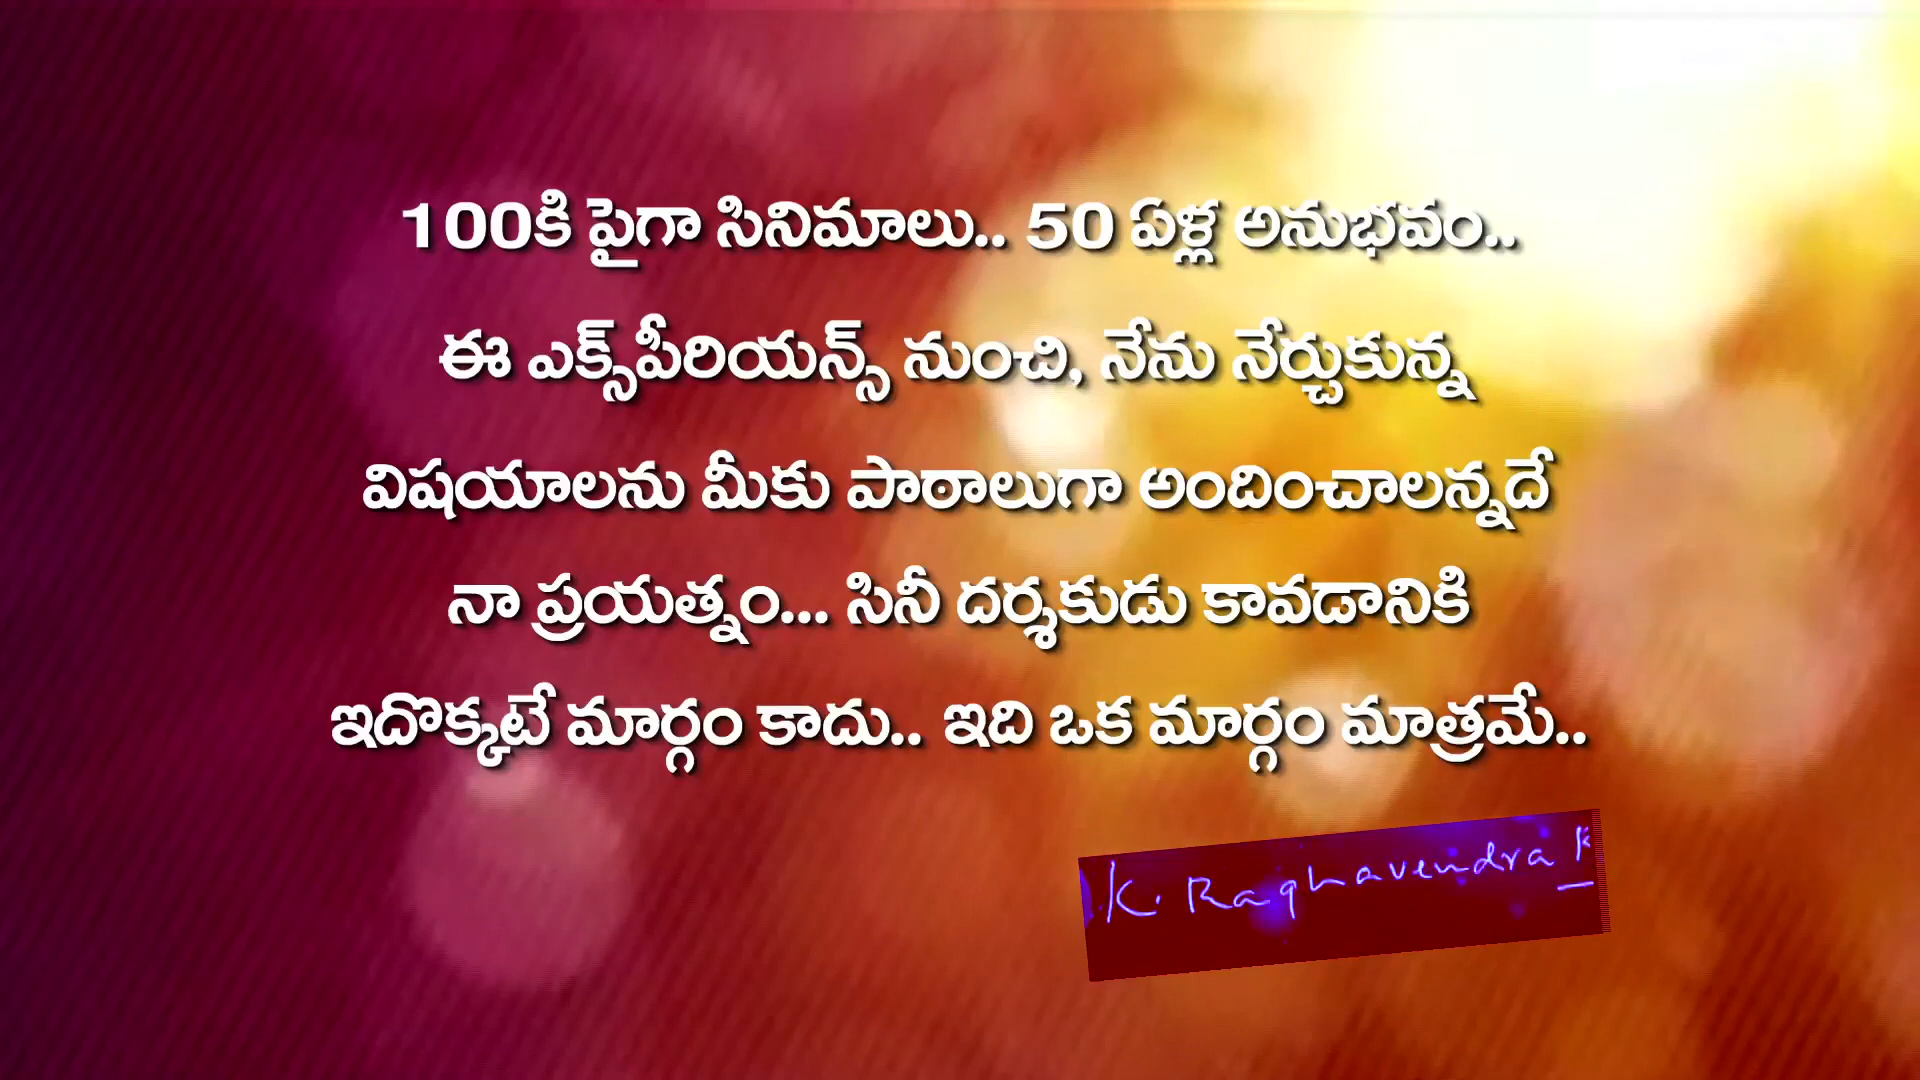 100కి పైగా సినిమాలు.. 50 ఏళ్ల అనుభవం..
ఈ ఎక్స్‌పీరియన్స్ నుంచి, నేను నేర్చుకున్న
విషయాలను మీకు పాఠాలుగా అందించాలన్నదే
నా ప్రయత్నం... సినీ దర్శకుడు కావడానికి
ఇదొక్కటే మార్గం కాదు.. ఇది ఒక మార్గం మాత్రమే..
K. Raghavendra